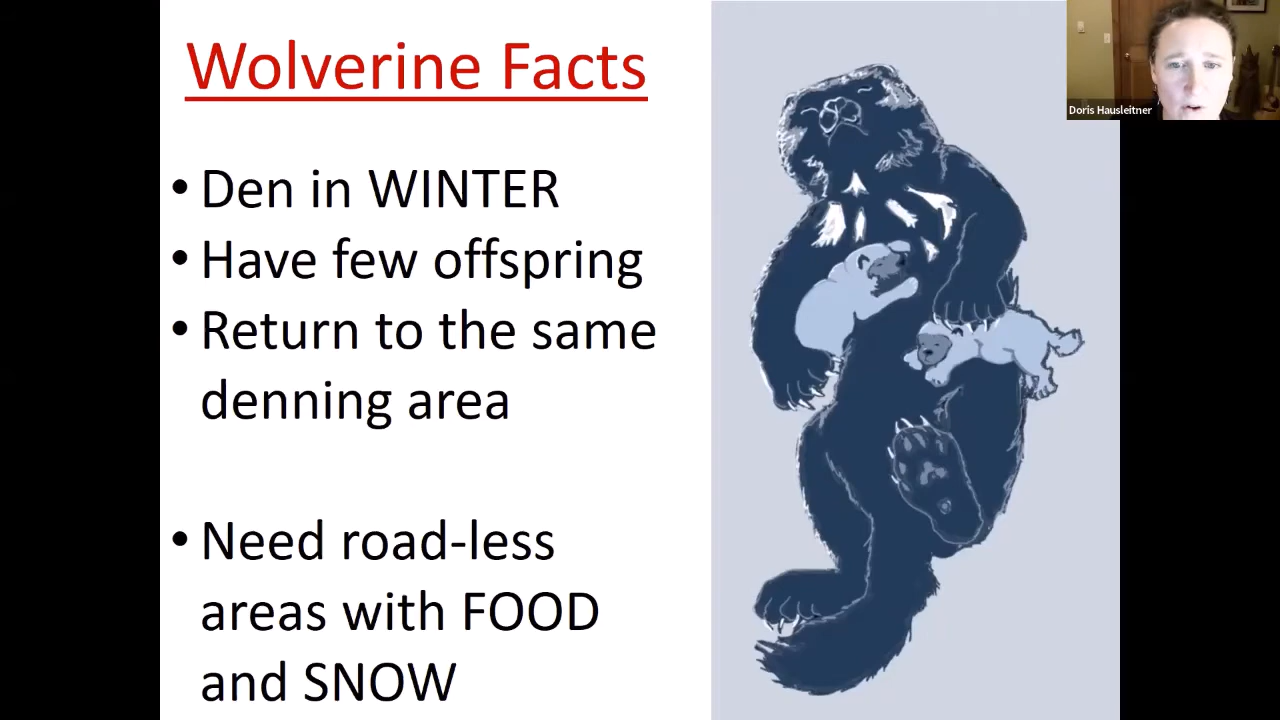 Wolverine Facts
• Den in WINTER
• Have few offspring
• Return to the same
denning area
• Need road-less
areas with FOOD
and SNOW
Doris Hausleitner